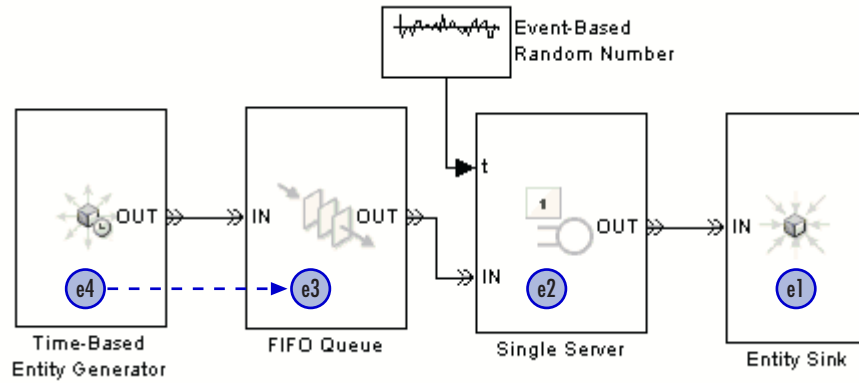 Event-Based
Random Number
OUT
IN
OUT
t
IN
1
OUT
IN
e4
e3
e2
e1
Time-Based
Entity Generator
FIFO Queue
Single Server
Entity Sink